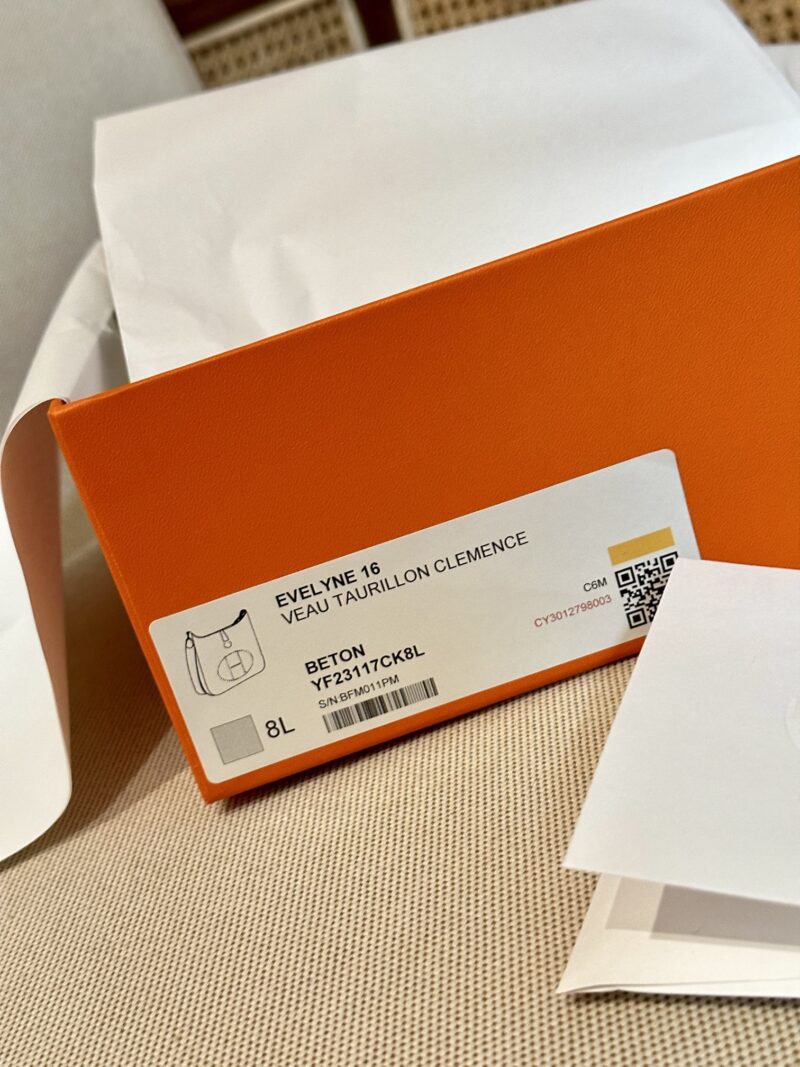 EVELYNE 16
VEAU TAURILLON CLEMENCE
BETON
YF23117CK8L
S/N:BFM011PM
8L
H
C6M
CY3012798003